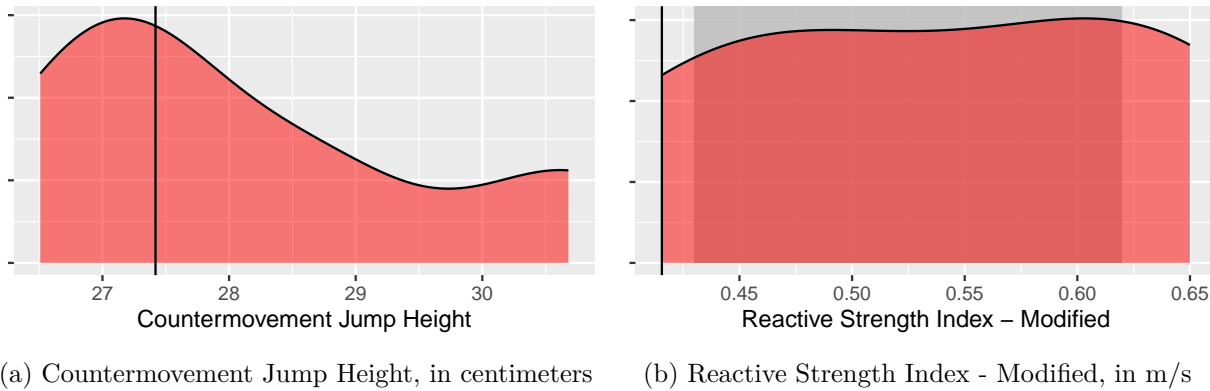 27 28 29 30
Countermovement Jump Height
(a) Countermovement Jump Height, in centimeters
0.45 0.50 0.55 0.60 0.65
Reactive Strength Index − Modified
(b) Reactive Strength Index - Modified, in m/s